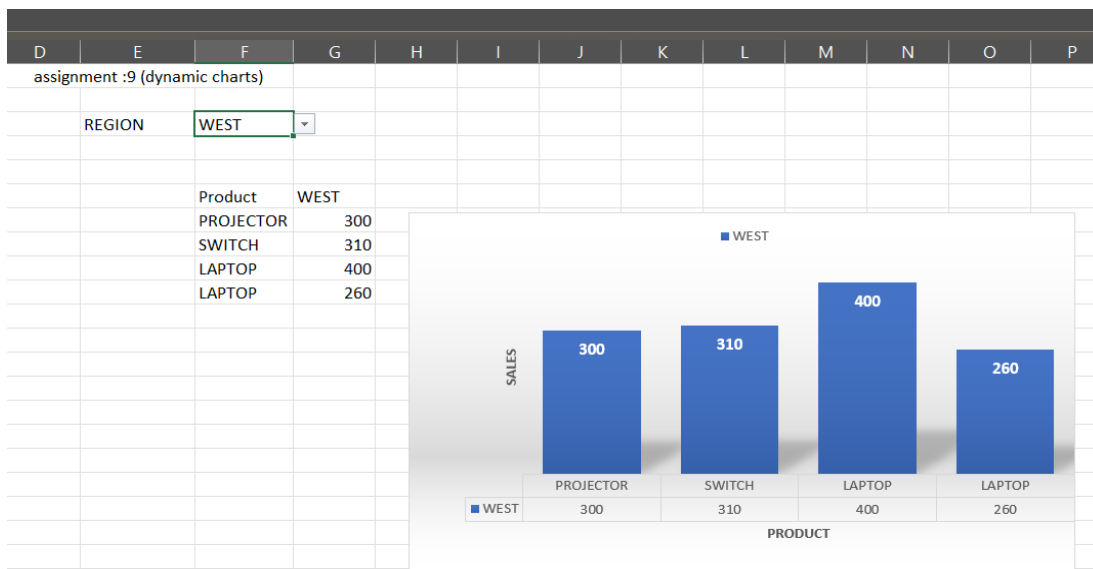 D E F G H I J K L M N O P
assignment :9 (dynamic charts)
REGION WEST
Product WEST
PROJECTOR 300
SWITCH 310
LAPTOP 400
LAPTOP 260
WEST
SALES
300 310 400 260
PROJECTOR SWITCH LAPTOP LAPTOP
WEST 300 310 400 260
PRODUCT